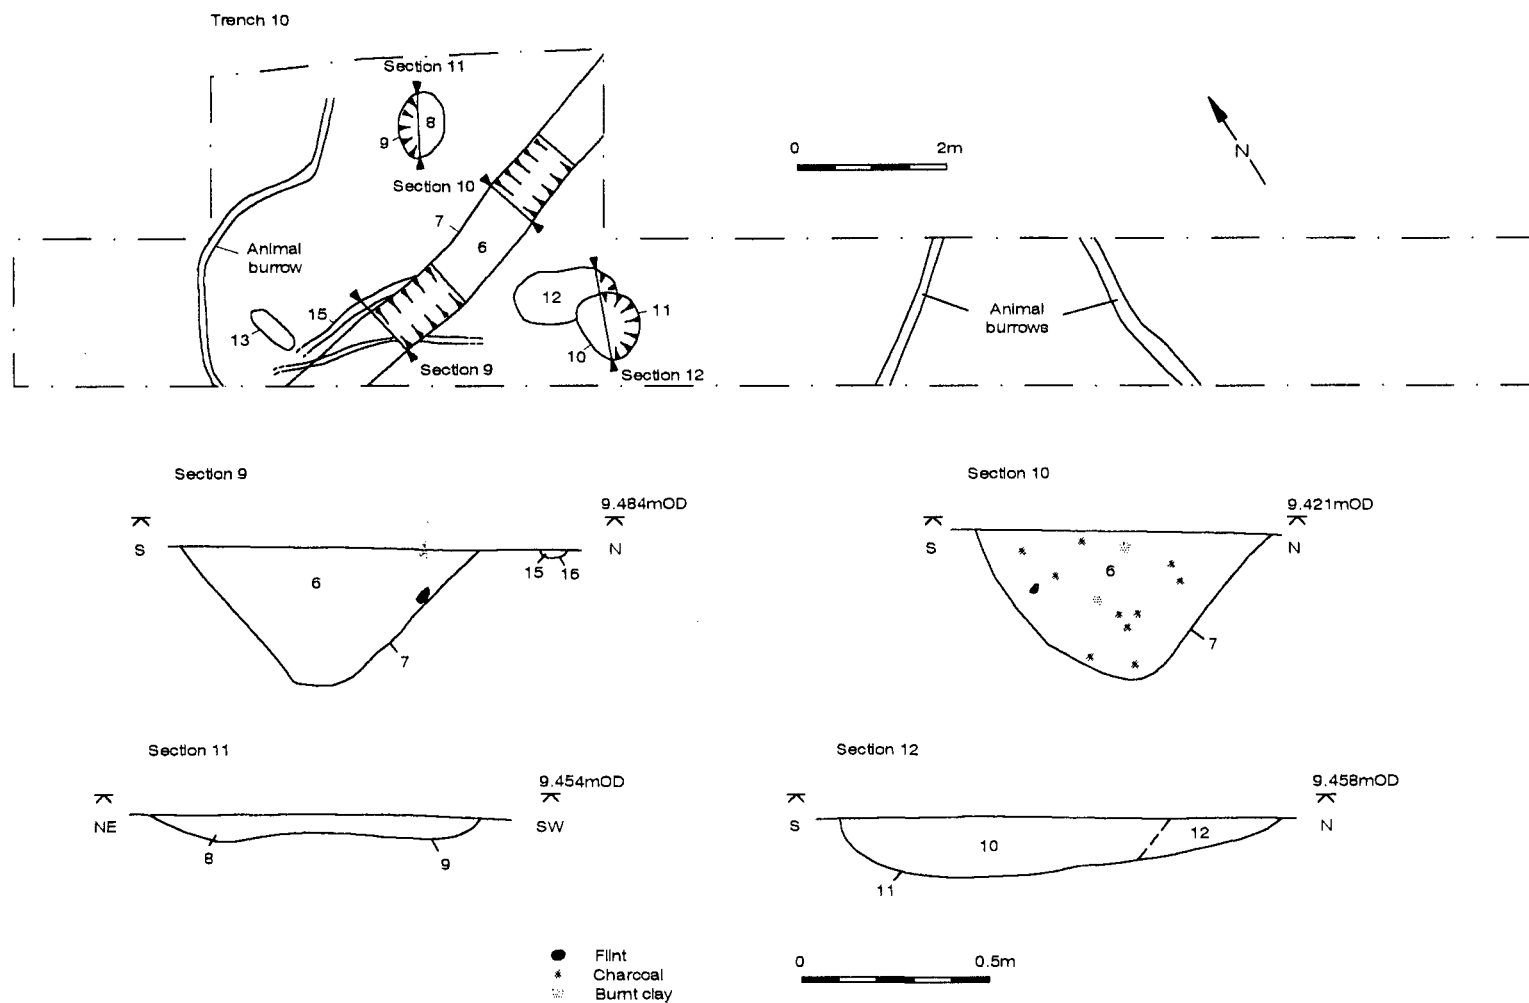 Trench 10
Section 11
8
9
Section 10
0 2m
N
7
6
Animal
burrow
12
11
15
13
10
Animal
burrows
Section 9
Section 12
Section 9
9.484mOD
S
N
6
15
16
7
Section 10
9.421mOD
S
N
6
7
Section 11
9.454mOD
NE
SW
8
9
Section 12
9.458mOD
S
N
10
12
11
Flint
Charcoal
Burnt clay
0 0.5m